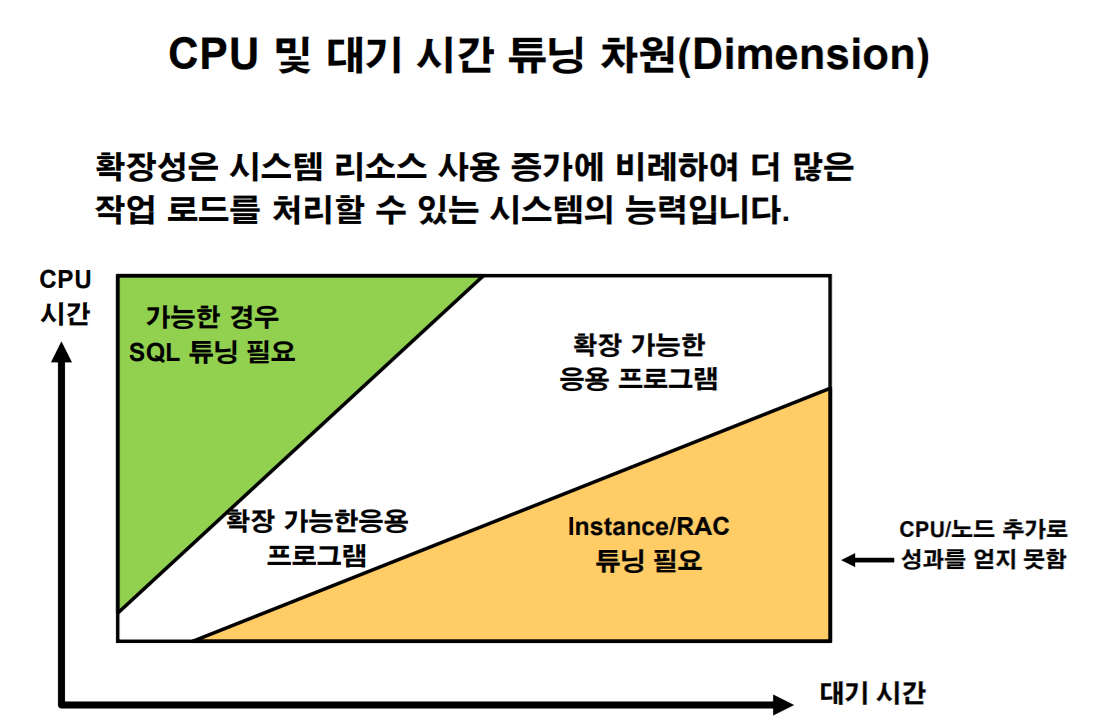 CPU 및 대기 시간 튜닝 차원(Dimension)
확장성은 시스템 리소스 사용 증가에 비례하여 더 많은
작업 로드를 처리할 수 있는 시스템의 능력입니다.
CPU
시간
가능한 경우
SQL 튜닝 필요
확장 가능한
응용 프로그램
확장 가능한응용
프로그램
Instance/RAC
튜닝 필요
CPU/노드 추가로
성과를 얻지 못함
대기 시간